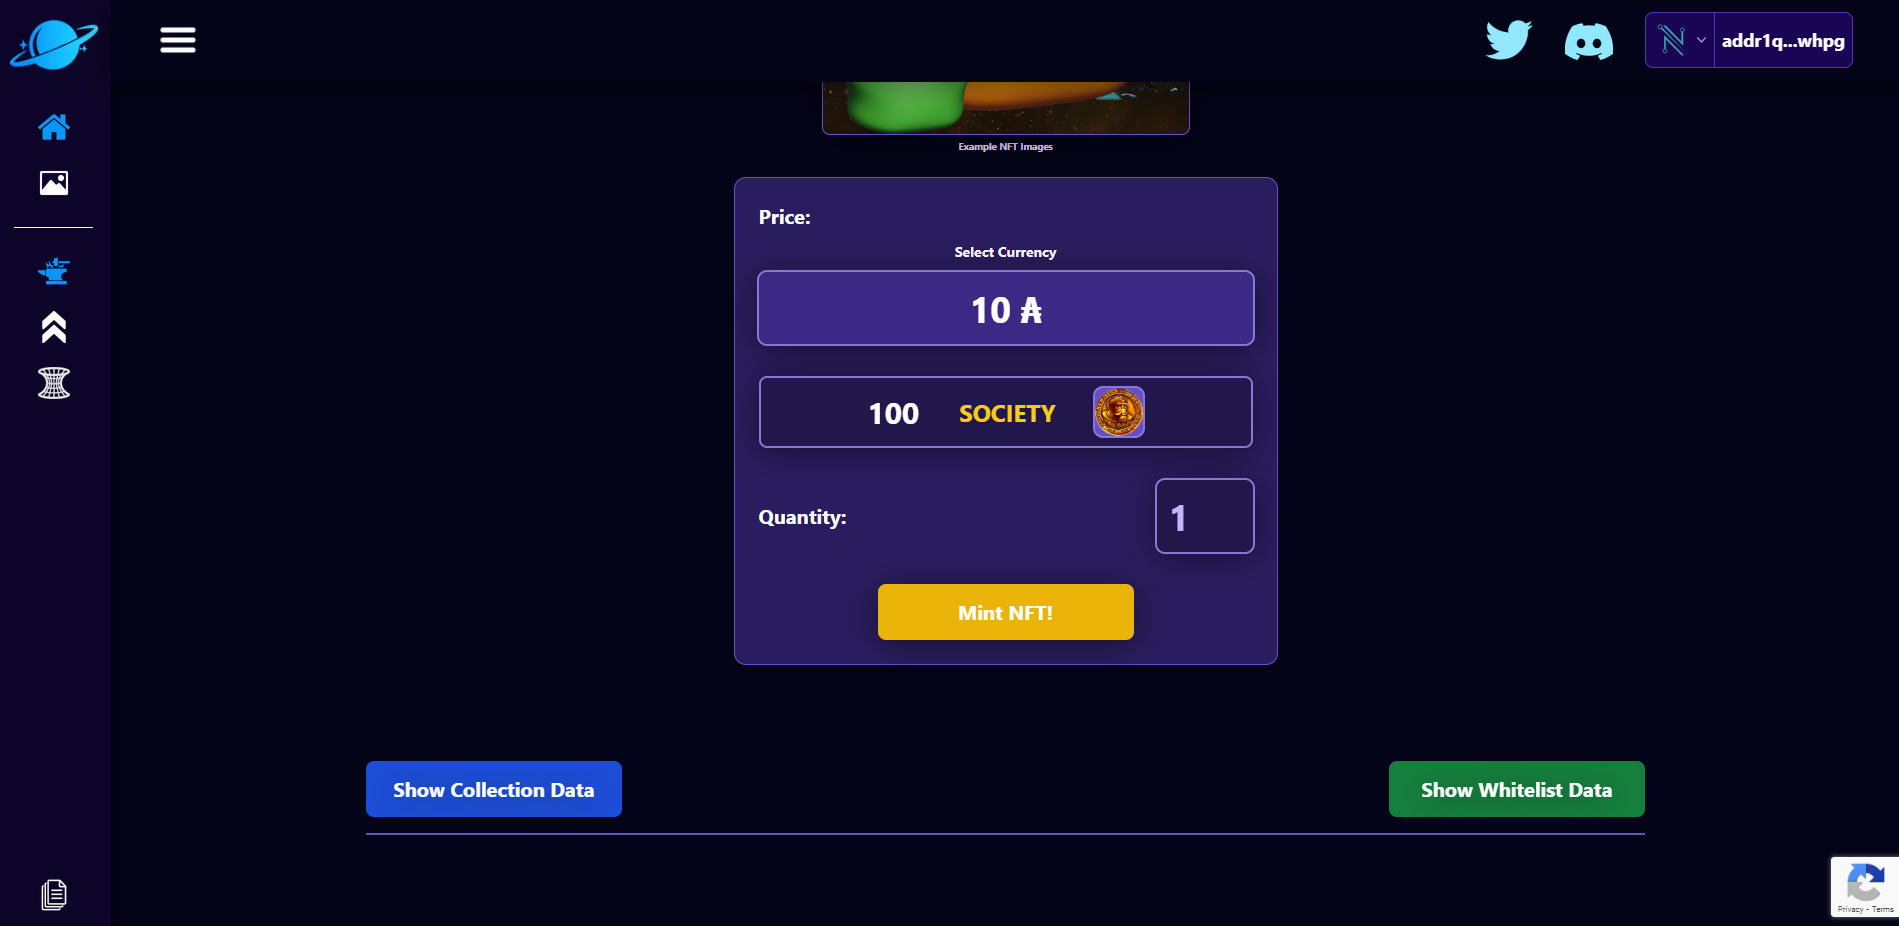 addr1q...whpg
Example NFT Images
Price:
Select Currency
10 ₳
100 SOCIETY
Quantity:
1
Mint NFT!
Show Collection Data
Show Whitelist Data
Privacy - Terms